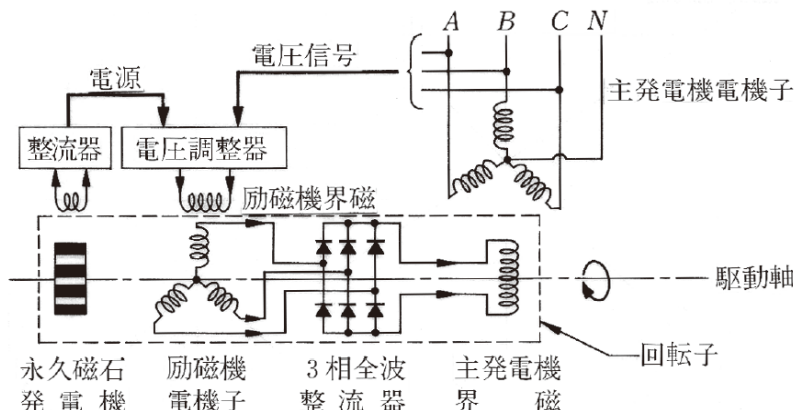 A B C N
電圧信号
電源
主発電機電機子
整流器
電圧調整器
励磁機界磁
駆動軸
回転子
永久磁石 励磁機 3相全波 主発電機
発電機 電機子 整流器 界磁